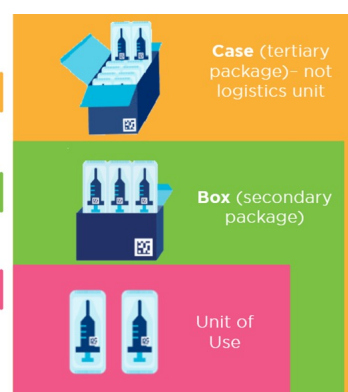 Case (tertiary
package)– not
logistics unit
Box (secondary
package)
Unit of
Use